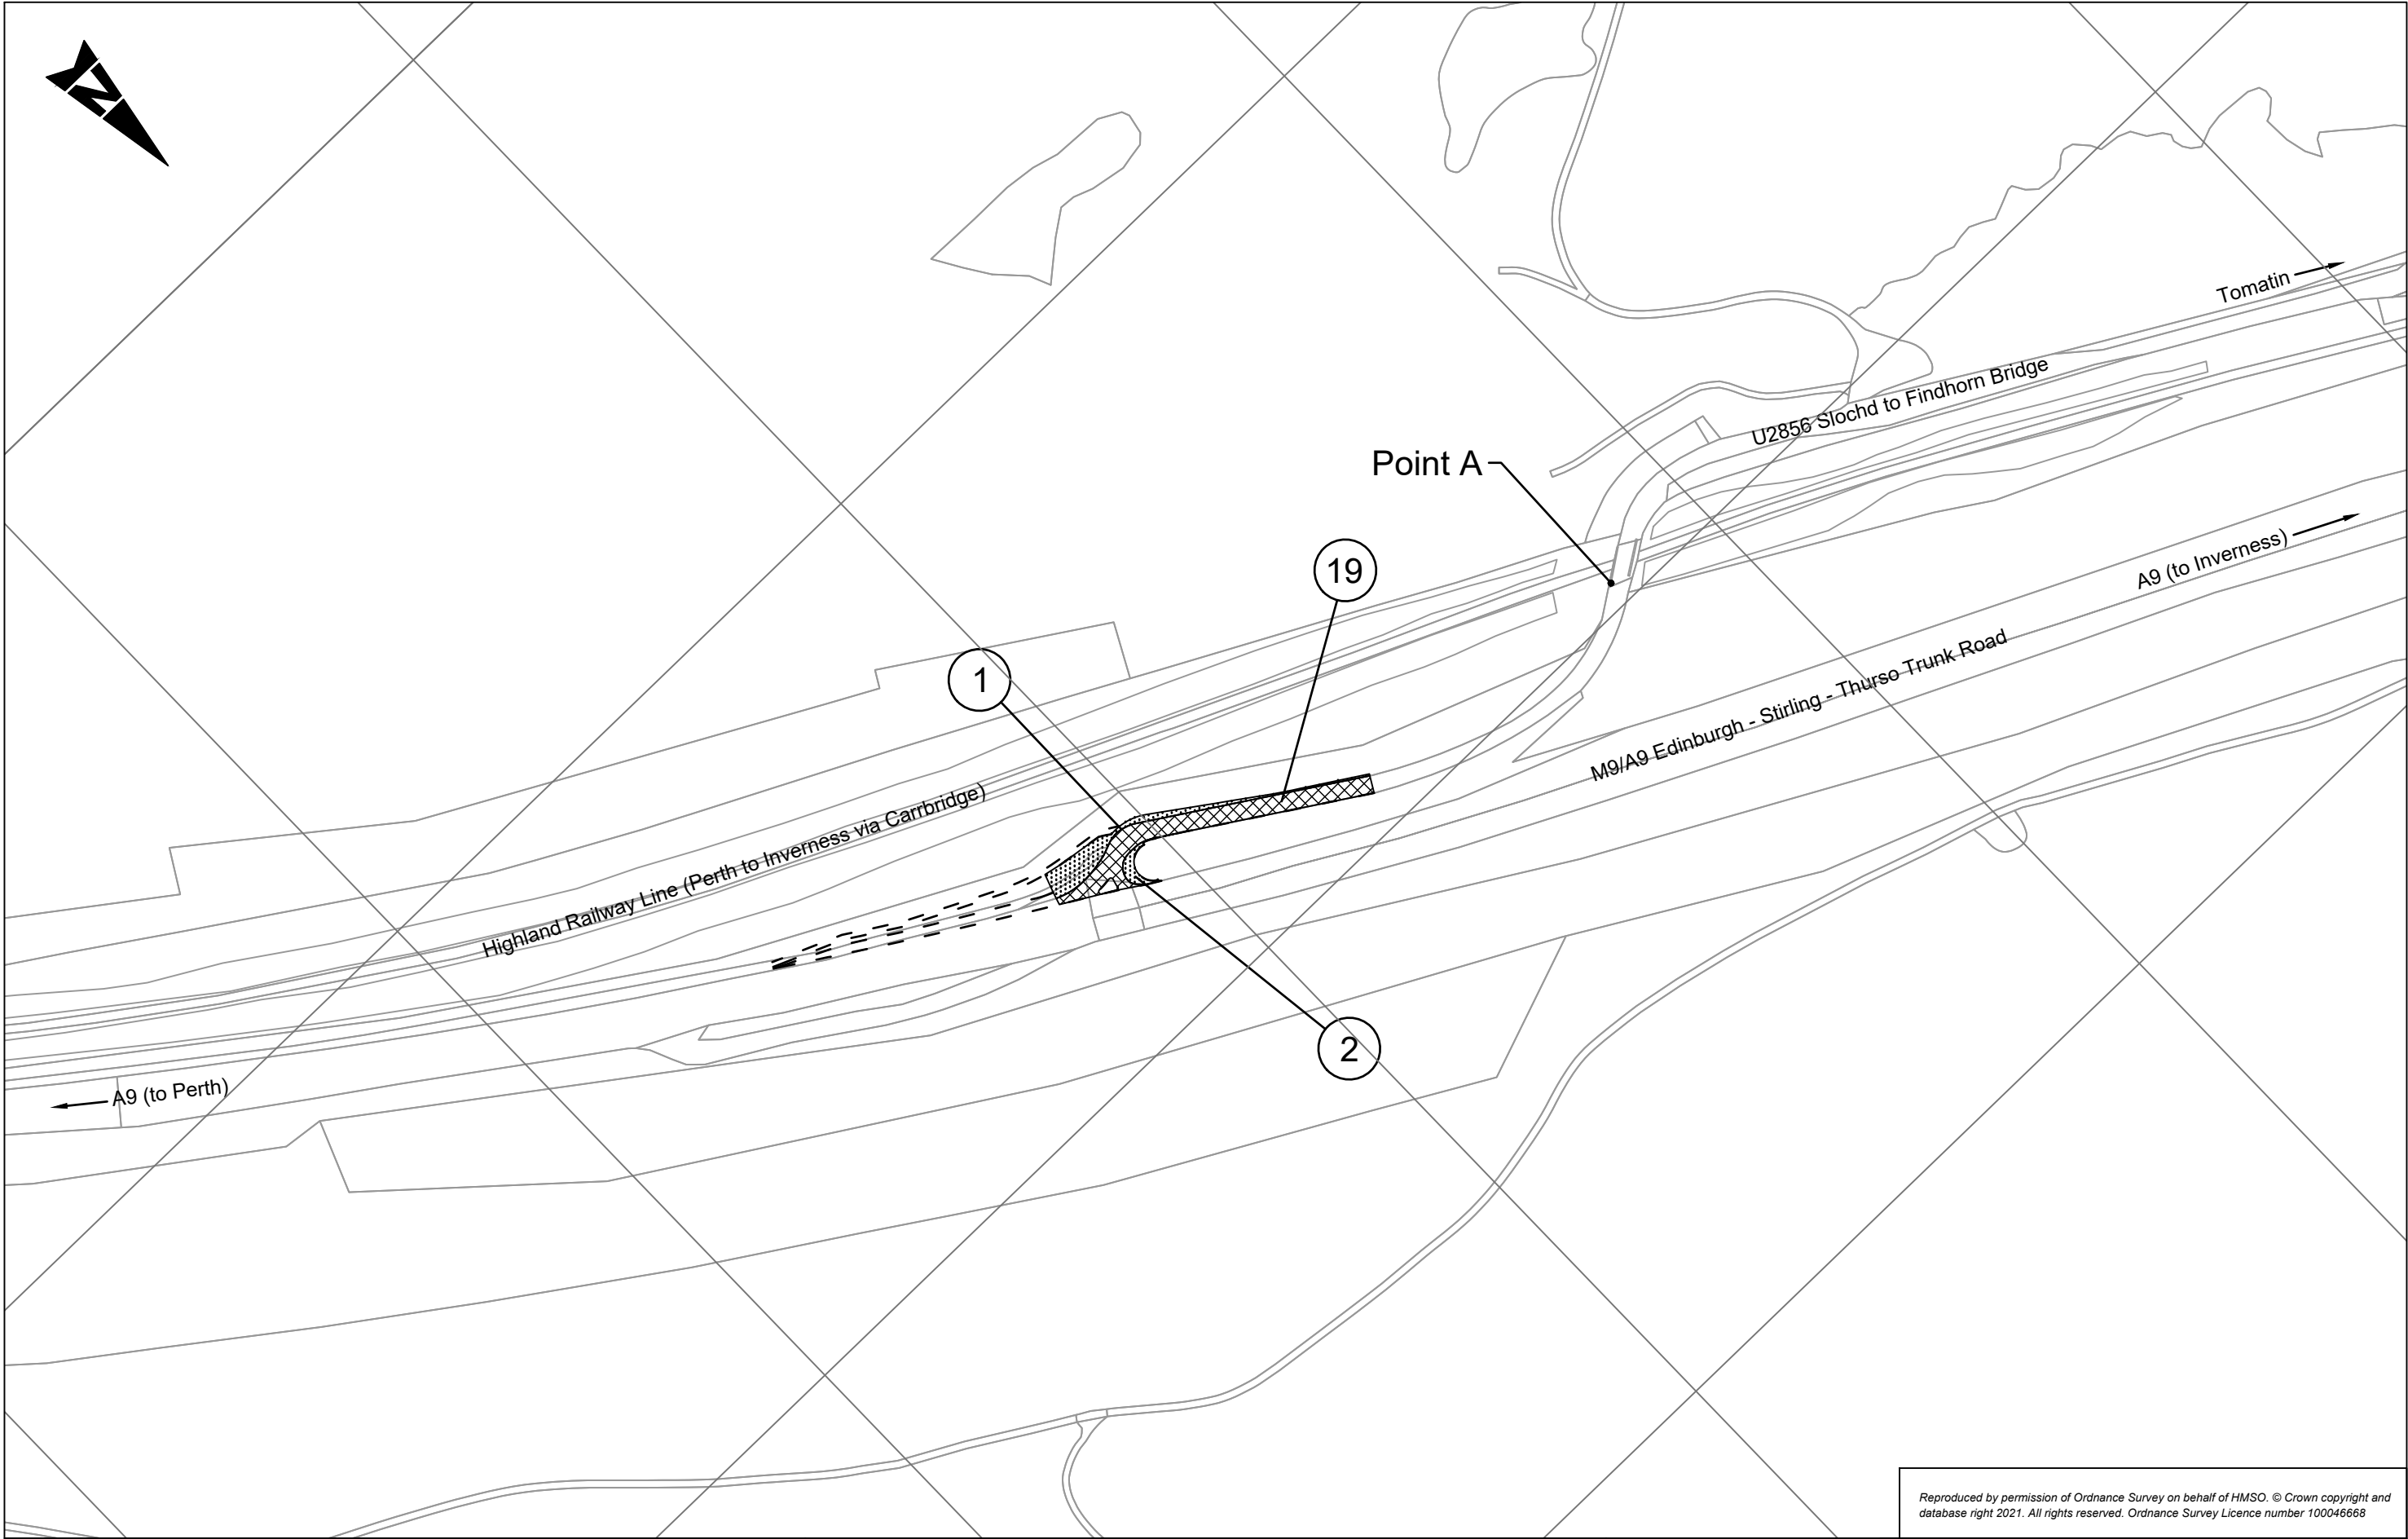 N
Tomatin
U2856 Slochd to Findhorn Bridge
Point A
A9 (to Inverness)
19
M9/A9 Edinburgh - Stirling - Thurso Trunk Road
1
Highland Railway Line (Perth to Inverness via Carrbridge)
2
A9 (to Perth)
Reproduced by permission of Ordnance Survey on behalf of HMSO. © Crown copyright and
database right 2021. All rights reserved. Ordnance Survey Licence number 100046668